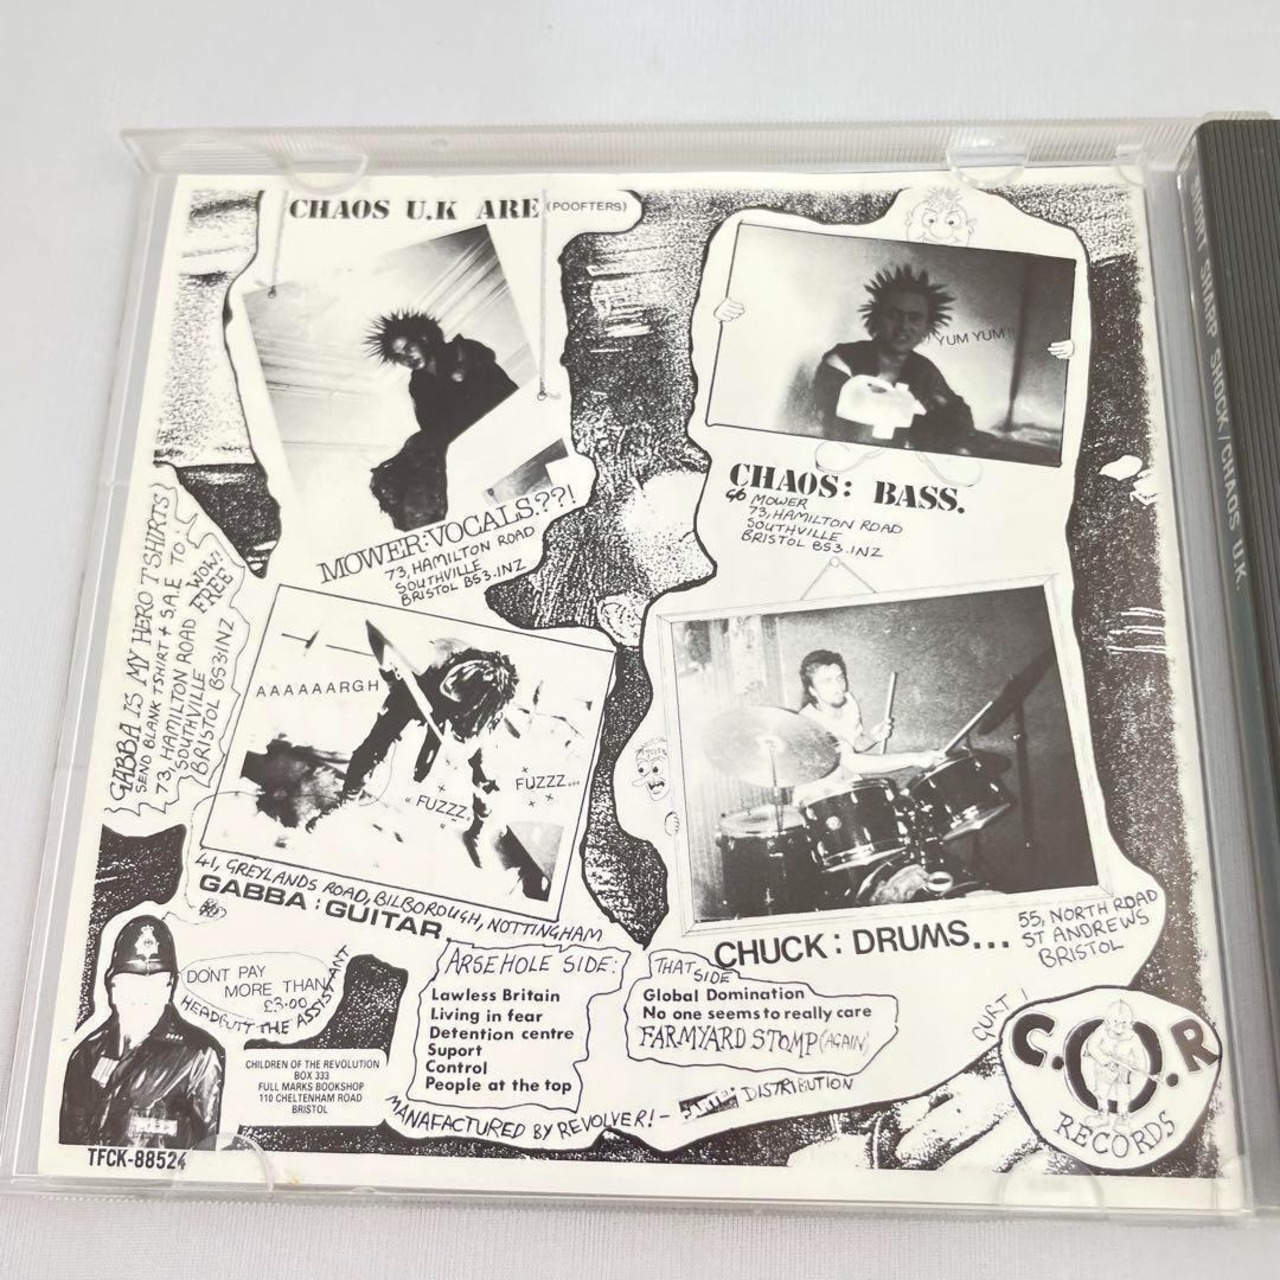 CHAOS U.K ARE (POOFTERS)
MOWER:VOCALS.??!
73, HAMILTON ROAD
SOUTHVILLE
BRISTOL BS3.INZ
YUM YUM!!
CHAOS: BASS.
C/O MOWER
73, HAMILTON ROAD
SOUTHVILLE
BRISTOL BS3.INZ
GABBA IS MY HERO T'SHIRTS
SEND BLANK TSHIRT & S.A.E TO:
73, HAMILTON ROAD
SOUTHVILLE
BRISTOL BS31NZ
WOW!
FREE
AAAAAARGH
FUZZZ
FUZZZ...
41, GREYLANDS ROAD, BILBOROUGH, NOTTINGHAM
GABBA : GUITAR
CHUCK : DRUMS...
55, NORTH ROAD
ST ANDREWS
BRISTOL
DONT PAY
MORE THAN
£3.00
HEADBUTT THE ASSISTANT
CHILDREN OF THE REVOLUTION
BOX 333
FULL MARKS BOOKSHOP
110 CHELTENHAM ROAD
BRISTOL
ARSEHOLE SIDE:
Lawless Britain
Living in fear
Detention centre
Suport
Control
People at the top
THAT SIDE
Global Domination
No one seems to really care
FARMYARD STOMP (AGAIN)
MANAFACTURED BY REVOLVER! -
DISTRIBUTION
GURT 1
C.O.R
RECORDS
TFCK-88524
SHORT SHARP SHOCK / CHAOS U.K.